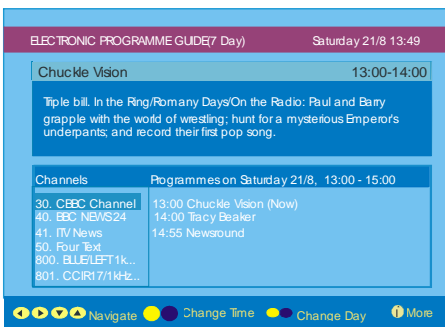 ELECTRONIC PROGRAMME GUIDE(7 Day) Saturday 21/8 13:49
Chuckle Vision 13:00-14:00
Triple bill. In the Ring/Romany Days/On the Radio: Paul and Barry
grapple with the world of wrestling; hunt for a mysterious Emperor's
underpants; and record their first pop song.
Channels Programmes on Saturday 21/8, 13:00 - 15:00
30. CBBC Channel 13:00 Chuckle Vision (Now)
40. BBC NEWS24 14:00 Tracy Beaker
41. ITV News 14:55 Newsround
50. Four Text
800. BLUE/LEFT 1k...
801. CCIR17/1kHz...
Navigate Change Time Change Day i More